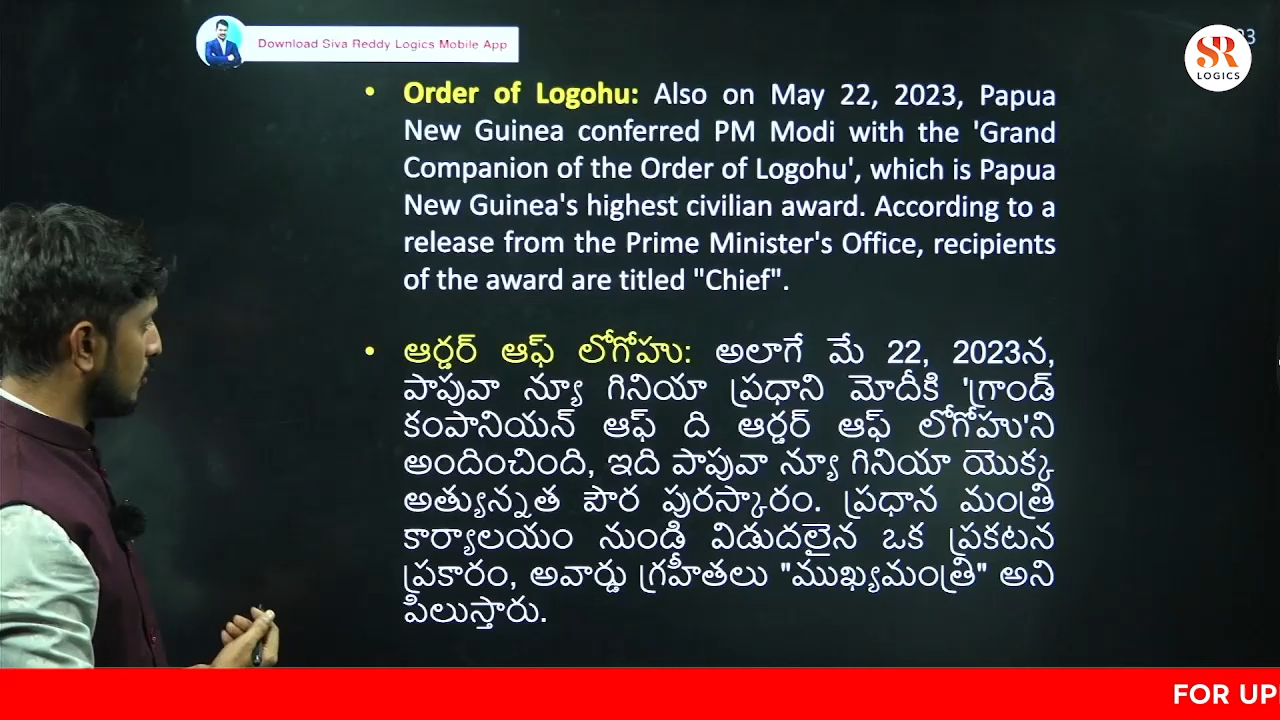 Download Siva Reddy Logics Mobile App
SR
LOGICS
• Order of Logohu: Also on May 22, 2023, Papua
New Guinea conferred PM Modi with the 'Grand
Companion of the Order of Logohu', which is Papua
New Guinea's highest civilian award. According to a
release from the Prime Minister's Office, recipients
of the award are titled "Chief".
• ఆర్డర్ ఆఫ్ లోగోహు: అలాగే మే 22, 2023న,
పాపువా న్యూ గినియా ప్రధాని మోదీకి 'గ్రాండ్
కంపానియన్ ఆఫ్ ది ఆర్డర్ ఆఫ్ లోగోహు'ని
అందించింది, ఇది పాపువా న్యూ గినియా యొక్క
అత్యున్నత పౌర పురస్కారం. ప్రధాన మంత్రి
కార్యాలయం నుండి విడుదలైన ఒక ప్రకటన
ప్రకారం, అవార్డు గ్రహీతలు "ముఖ్యమంత్రి" అని
పిలుస్తారు.
FOR UP